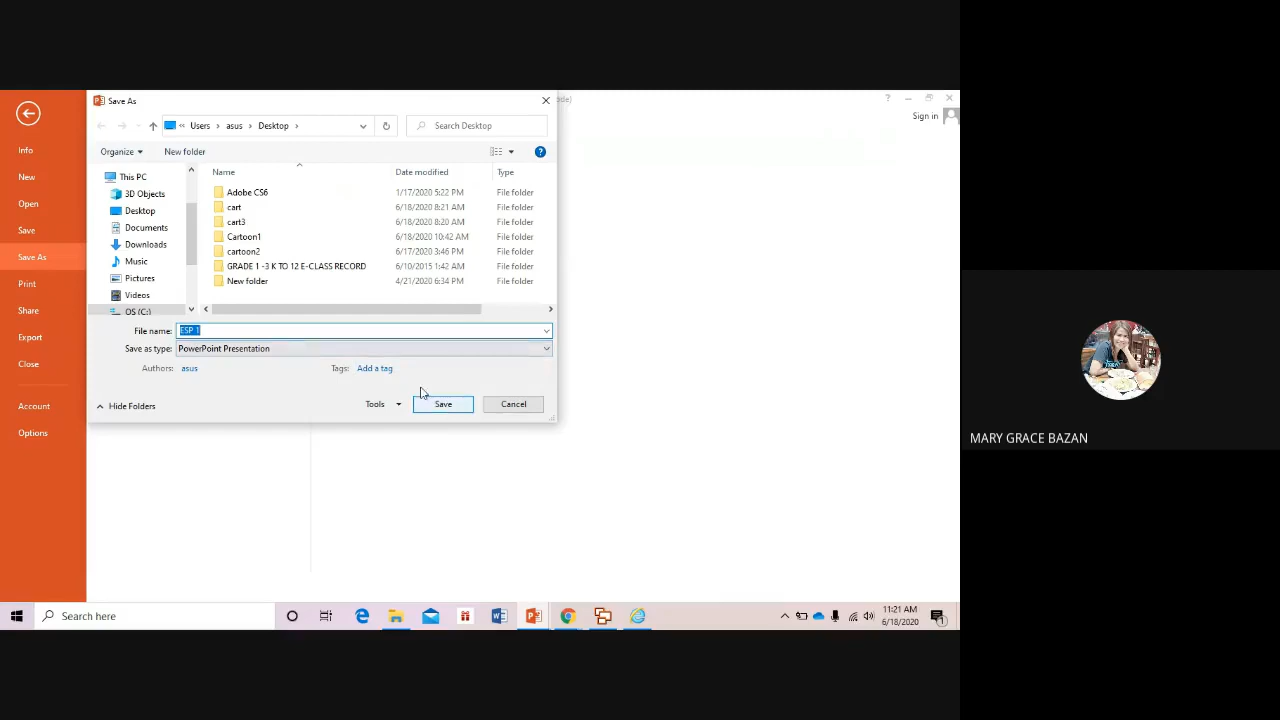 Save As
ode)
?
Sign in
Users > asus > Desktop >
Search Desktop
Organize
New folder
Info
New
Open
Save
Save As
Print
Share
Export
Close
Account
Options
This PC
3D Objects
Desktop
Documents
Downloads
Music
Pictures
Videos
OS (C:)
Name Date modified Type
Adobe CS6 1/17/2020 5:22 PM File folder
cart 6/18/2020 8:21 AM File folder
cart3 6/18/2020 8:20 AM File folder
Cartoon1 6/18/2020 10:42 AM File folder
cartoon2 6/17/2020 3:46 PM File folder
GRADE 1 -3 K TO 12 E-CLASS RECORD 6/10/2015 1:42 AM File folder
New folder 4/21/2020 6:34 PM File folder
File name: ESP 1
Save as type: PowerPoint Presentation
Authors: asus Tags: Add a tag
Hide Folders
Tools
Save
Cancel
MARY GRACE BAZAN
Search here
11:21 AM
6/18/2020